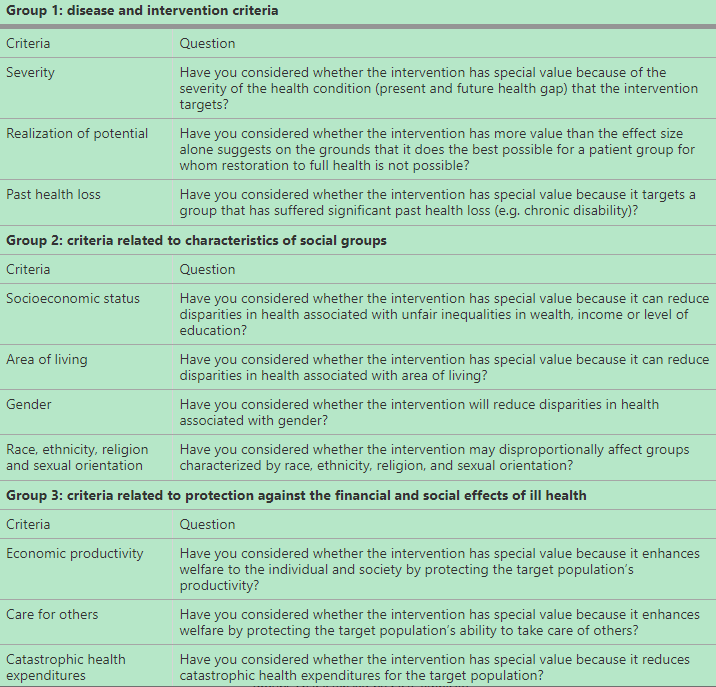 Group 1: disease and intervention criteria
Criteria Question
Severity Have you considered whether the intervention has special value because of the
severity of the health condition (present and future health gap) that the intervention
targets?
Realization of potential Have you considered whether the intervention has more value than the effect size
alone suggests on the grounds that it does the best possible for a patient group for
whom restoration to full health is not possible?
Past health loss Have you considered whether the intervention has special value because it targets a
group that has suffered significant past health loss (e.g. chronic disability)?
Group 2: criteria related to characteristics of social groups
Criteria Question
Socioeconomic status Have you considered whether the intervention has special value because it can reduce
disparities in health associated with unfair inequalities in wealth, income or level of
education?
Area of living Have you considered whether the intervention has special value because it can reduce
disparities in health associated with area of living?
Gender Have you considered whether the intervention will reduce disparities in health
associated with gender?
Race, ethnicity, religion Have you considered whether the intervention may disproportionally affect groups
and sexual orientation characterized by race, ethnicity, religion, and sexual orientation?
Group 3: criteria related to protection against the financial and social effects of ill health
Criteria Question
Economic productivity Have you considered whether the intervention has special value because it enhances
welfare to the individual and society by protecting the target population's
productivity?
Care for others Have you considered whether the intervention has special value because it enhances
welfare by protecting the target population's ability to take care of others?
Catastrophic health Have you considered whether the intervention has special value because it reduces
expenditures catastrophic health expenditures for the target population?